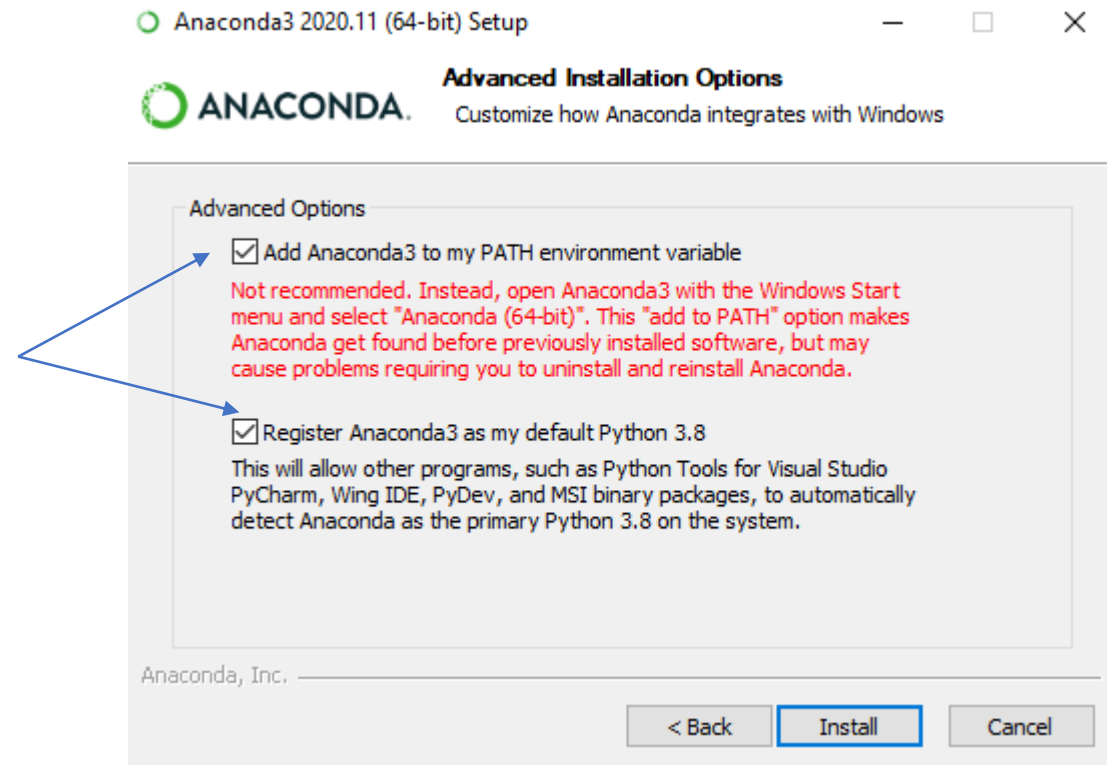 Anaconda3 2020.11 (64-bit) Setup
ANACONDA.
Advanced Installation Options
Customize how Anaconda integrates with Windows
Advanced Options
Add Anaconda3 to my PATH environment variable
Not recommended. Instead, open Anaconda3 with the Windows Start
menu and select "Anaconda (64-bit)". This "add to PATH" option makes
Anaconda get found before previously installed software, but may
cause problems requiring you to uninstall and reinstall Anaconda.
Register Anaconda3 as my default Python 3.8
This will allow other programs, such as Python Tools for Visual Studio
PyCharm, Wing IDE, PyDev, and MSI binary packages, to automatically
detect Anaconda as the primary Python 3.8 on the system.
Anaconda, Inc.
< Back Install Cancel